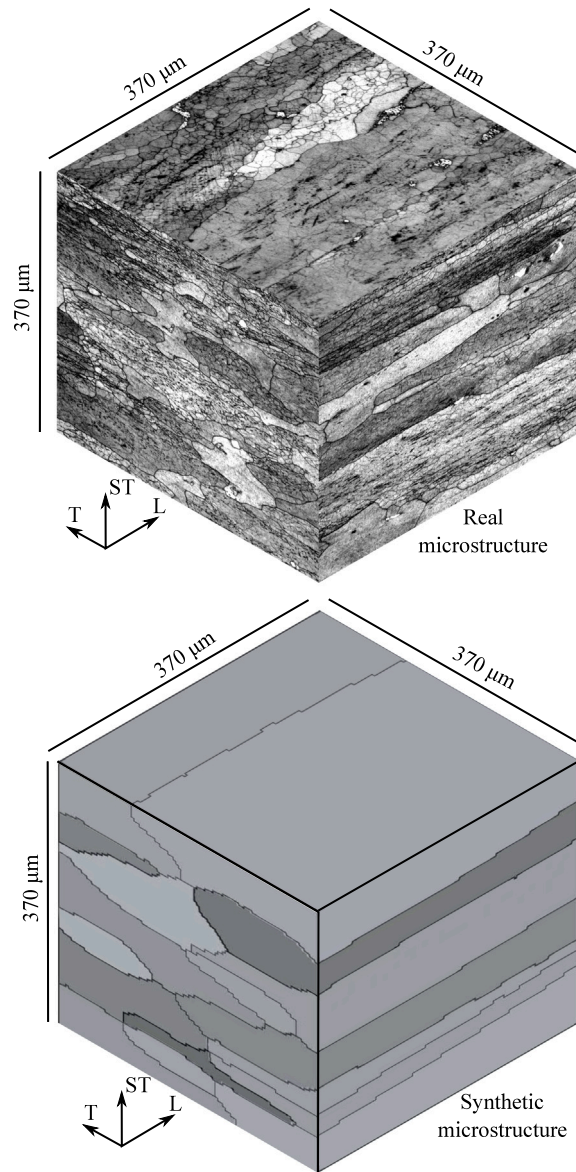 370 µm
370 µm
370 µm
ST
T
L
Real
microstructure
370 µm
370 µm
370 µm
ST
T
L
Synthetic
microstructure